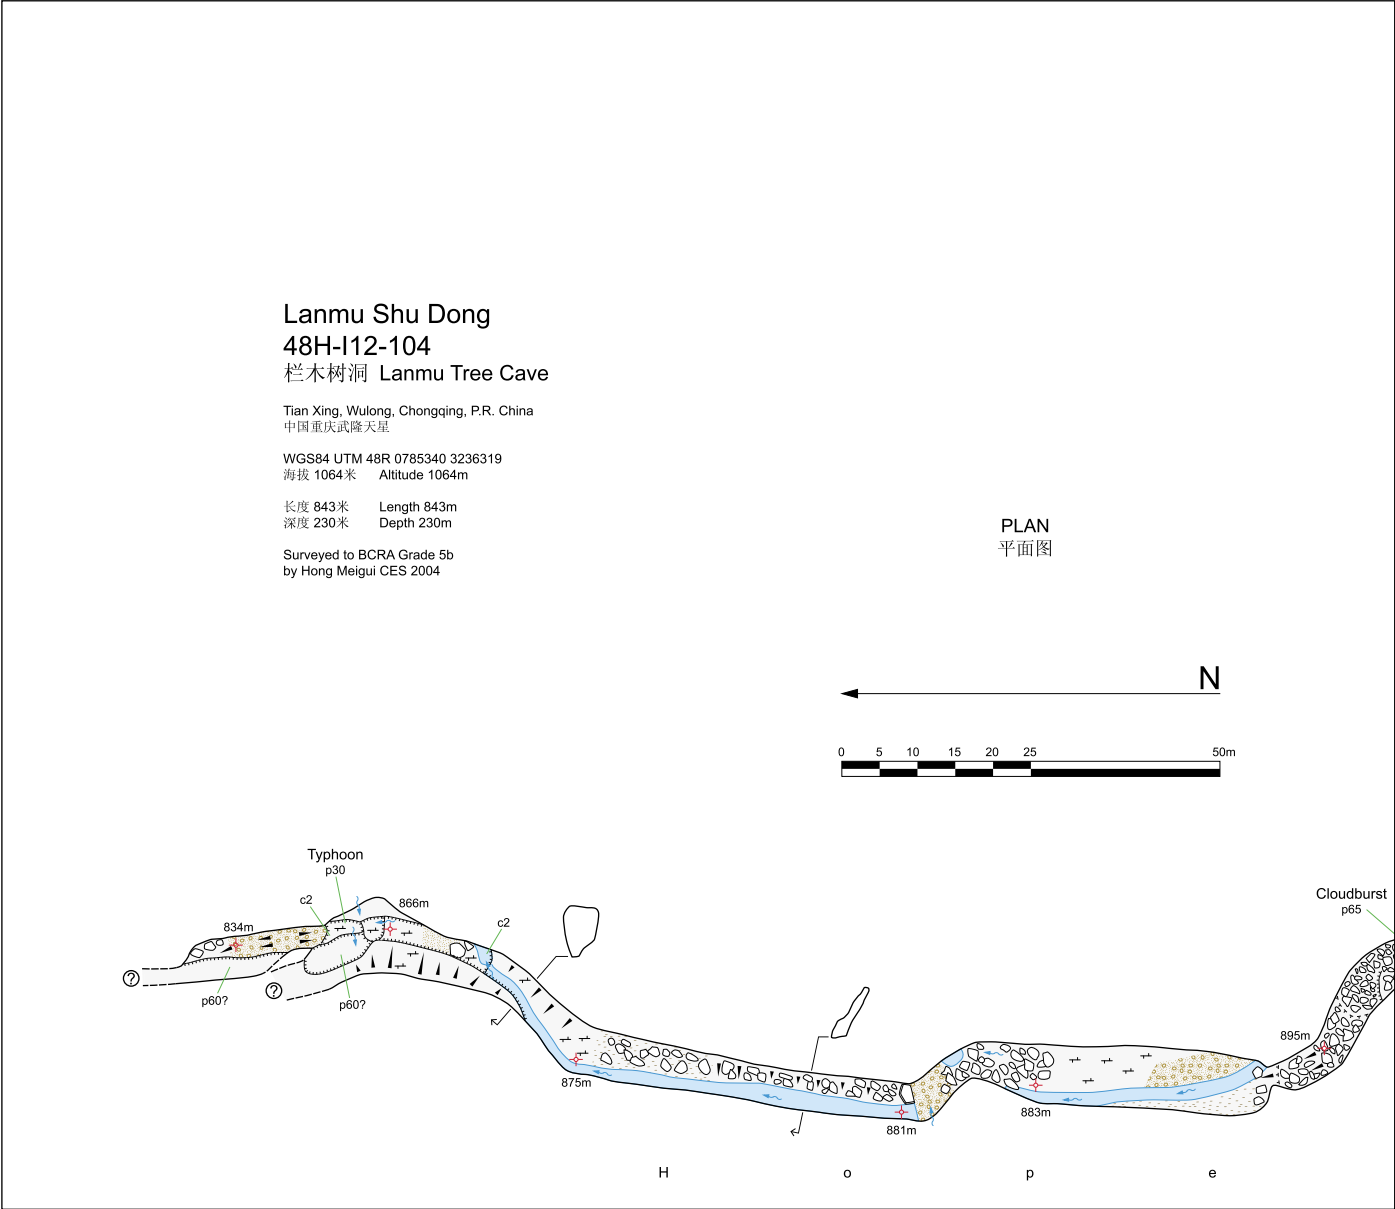 Lanmu Shu Dong
48H-I12-104
栏木树洞 Lanmu Tree Cave
Tian Xing, Wulong, Chongqing, P.R. China
中国重庆武隆天星
WGS84 UTM 48R 0785340 3236319
海拔 1064米 Altitude 1064m
长度 843米 Length 843m
深度 230米 Depth 230m
Surveyed to BCRA Grade 5b
by Hong Meigui CES 2004
PLAN
平面图
N
0 5 10 15 20 25 50m
Typhoon
p30
c2
866m
834m
c2
Cloudburst
p65
?
?
p60?
p60?
895m
875m
883m
881m
H o p e